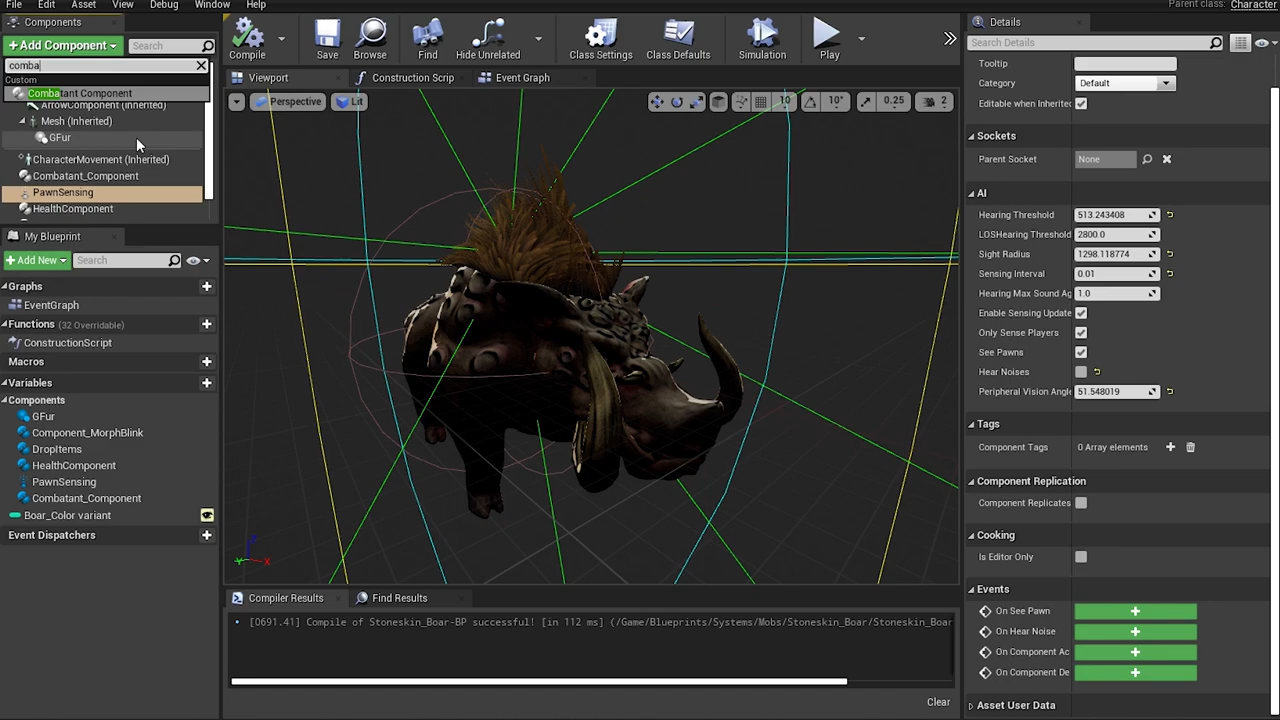 File Edit Asset View Debug Window Help
Parent class: Character
Components
Add Component
Search
comba
Custom
Combatant Component
ArrowComponent (Inherited)
Mesh (Inherited)
GFur
CharacterMovement (Inherited)
Combatant_Component
PawnSensing
HealthComponent
My Blueprint
Add New
Search
Graphs
EventGraph
Functions (32 Overridable)
ConstructionScript
Macros
Variables
Components
GFur
Component_MorphBlink
DropItems
HealthComponent
PawnSensing
Combatant_Component
Boar_Color variant
Event Dispatchers
Compile
Save
Browse
Find
Hide Unrelated
Class Settings
Class Defaults
Simulation
Play
Viewport
Construction Scrip
Event Graph
Perspective
Lit
10
10°
0.25
2
Z
Y
X
Compiler Results
Find Results
[0691.41] Compile of Stoneskin_Boar-BP successful! [in 112 ms] (/Game/Blueprints/Systems/Mobs/Stoneskin_Boar/Stoneskin_Boar
Clear
Details
Search Details
Tooltip
Category Default
Editable when Inherited
Sockets
Parent Socket None
AI
Hearing Threshold 513.243408
LOSHearing Threshold 2800.0
Sight Radius 1298.118774
Sensing Interval 0.01
Hearing Max Sound Ag 1.0
Enable Sensing Update
Only Sense Players
See Pawns
Hear Noises
Peripheral Vision Angle 51.548019
Tags
Component Tags 0 Array elements
Component Replication
Component Replicates
Cooking
Is Editor Only
Events
On See Pawn
On Hear Noise
On Component Ac
On Component De
Asset User Data